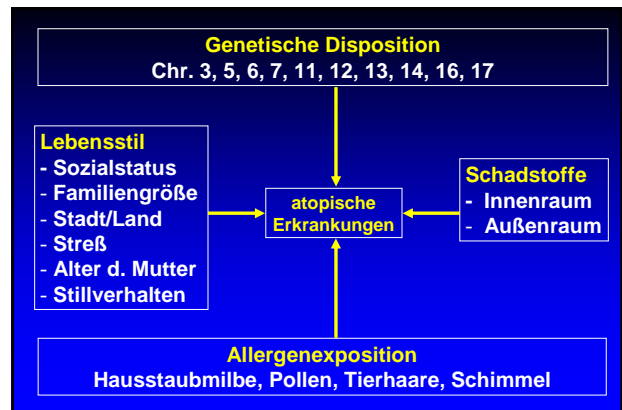 Genetische Disposition
Chr. 3, 5, 6, 7, 11, 12, 13, 14, 16, 17
Lebensstil
- Sozialstatus
- Familiengröße
- Stadt/Land
- Streß
- Alter d. Mutter
- Stillverhalten
atopische
Erkrankungen
Schadstoffe
- Innenraum
- Außenraum
Allergenexposition
Hausstaubmilbe, Pollen, Tierhaare, Schimmel